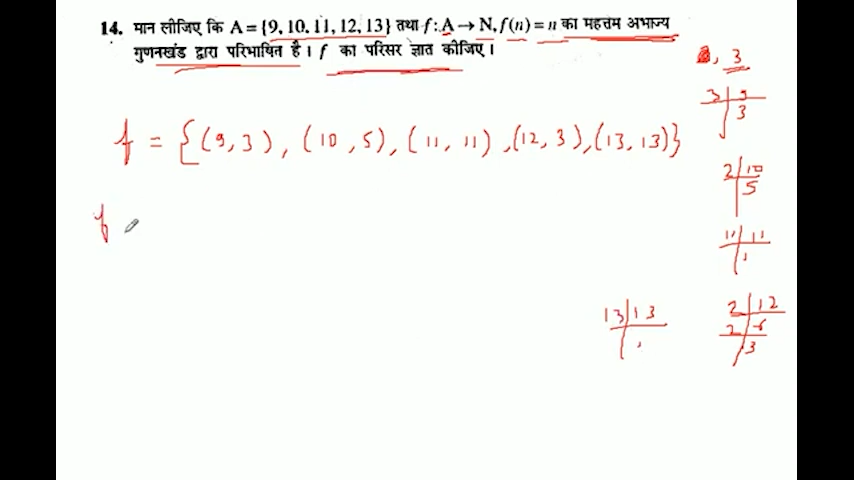 14. मान लीजिए कि A = {9, 10, 11, 12, 13} तथा f : A → N, f(n) = n का महत्तम अभाज्य
गुणनखंड द्वारा परिभाषित है। f का परिसर ज्ञात कीजिए।
, 3
3 | 9
3
f = {(9, 3), (10, 5), (11, 11), (12, 3), (13, 13)}
2 | 10
5
f
11 | 11
1
13 | 13
1
2 | 12
2 | 6
3